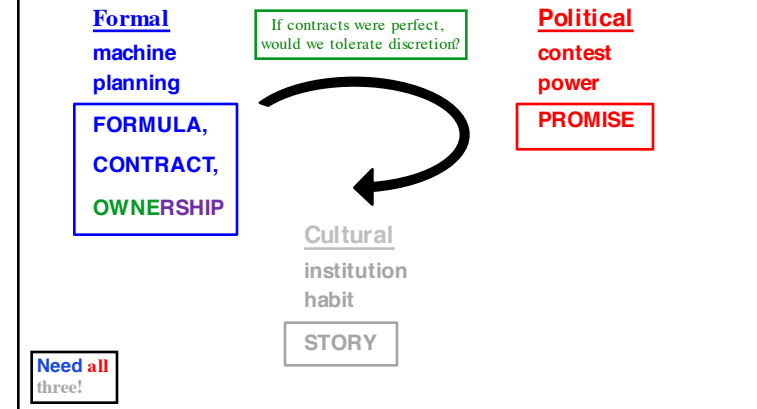 Formal
machine
planning
FORMULA,
CONTRACT,
OWNERSHIP
If contracts were perfect,
would we tolerate discretion?
Political
contest
power
PROMISE
Cultural
institution
habit
STORY
Need all
three!